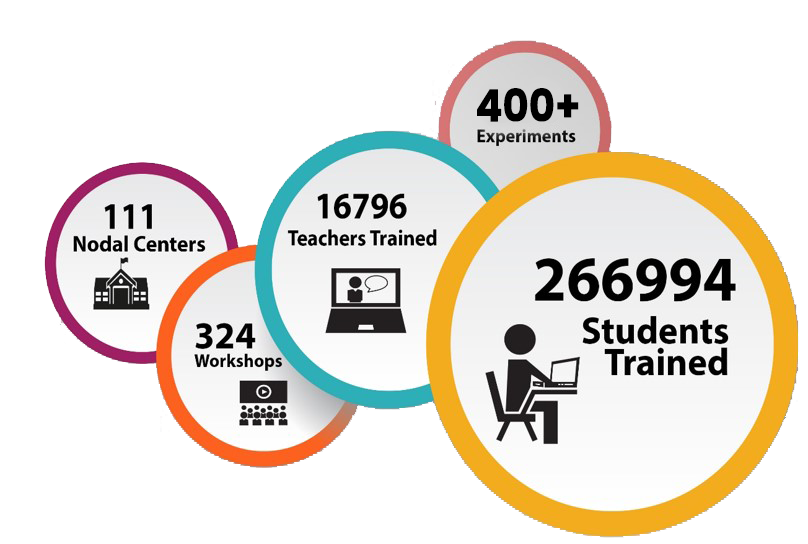 111
Nodal Centers
324
Workshops
16796
Teachers Trained
400+
Experiments
266994
Students
Trained